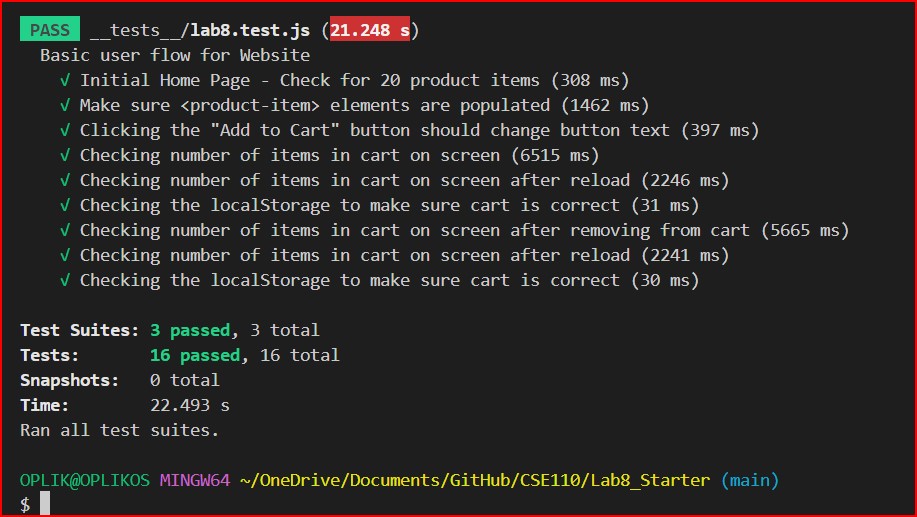 PASS __tests__/lab8.test.js (21.248 s)
Basic user flow for Website
√ Initial Home Page - Check for 20 product items (308 ms)
√ Make sure <product-item> elements are populated (1462 ms)
√ Clicking the "Add to Cart" button should change button text (397 ms)
√ Checking number of items in cart on screen (6515 ms)
√ Checking number of items in cart on screen after reload (2246 ms)
√ Checking the localStorage to make sure cart is correct (31 ms)
√ Checking number of items in cart on screen after removing from cart (5665 ms)
√ Checking number of items in cart on screen after reload (2241 ms)
√ Checking the localStorage to make sure cart is correct (30 ms)
Test Suites: 3 passed, 3 total
Tests: 16 passed, 16 total
Snapshots: 0 total
Time: 22.493 s
Ran all test suites.
OPLIK@OPLIKOS MINGW64 ~/OneDrive/Documents/GitHub/CSE110/Lab8_Starter (main)
$